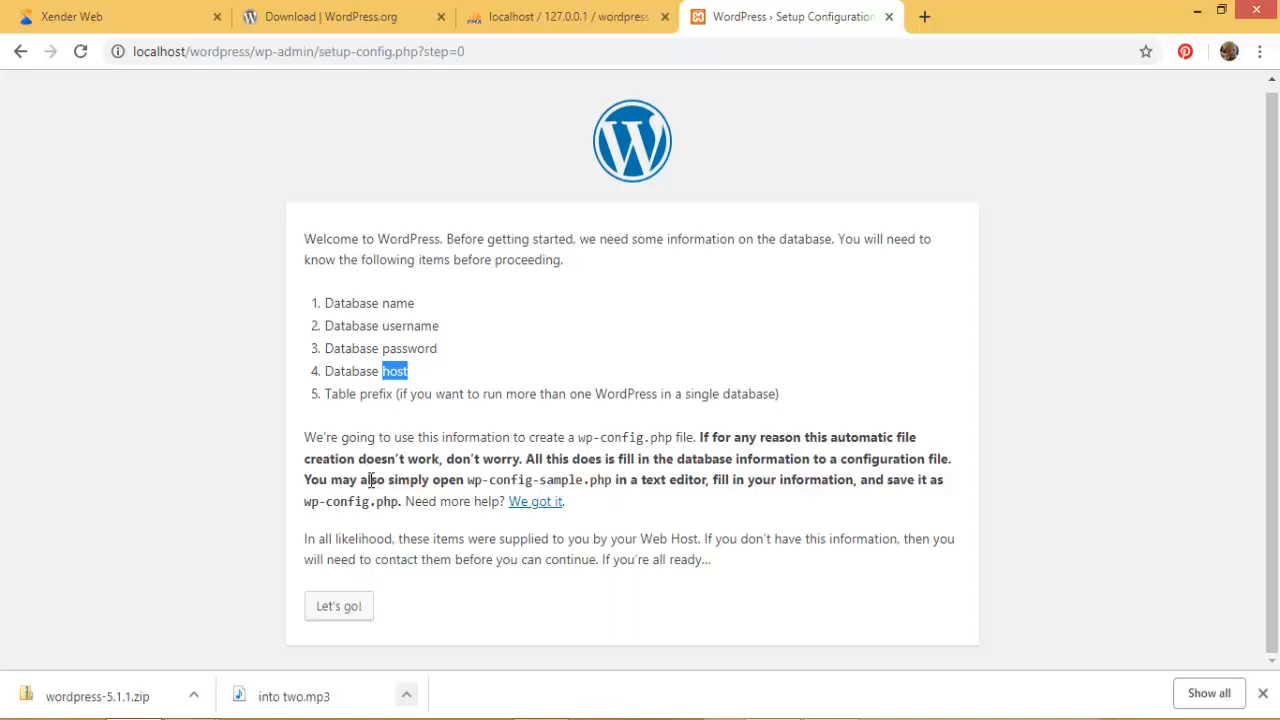 Xender Web
Download | WordPress.org
localhost / 127.0.0.1 / wordpress
WordPress › Setup Configuration
localhost/wordpress/wp-admin/setup-config.php?step=0
Welcome to WordPress. Before getting started, we need some information on the database. You will need to
know the following items before proceeding.
1. Database name
2. Database username
3. Database password
4. Database host
5. Table prefix (if you want to run more than one WordPress in a single database)
We're going to use this information to create a wp-config.php file. If for any reason this automatic file
creation doesn't work, don't worry. All this does is fill in the database information to a configuration file.
You may also simply open wp-config-sample.php in a text editor, fill in your information, and save it as
wp-config.php. Need more help? We got it.
In all likelihood, these items were supplied to you by your Web Host. If you don't have this information, then you
will need to contact them before you can continue. If you're all ready...
Let's go!
wordpress-5.1.1.zip
into two.mp3
Show all